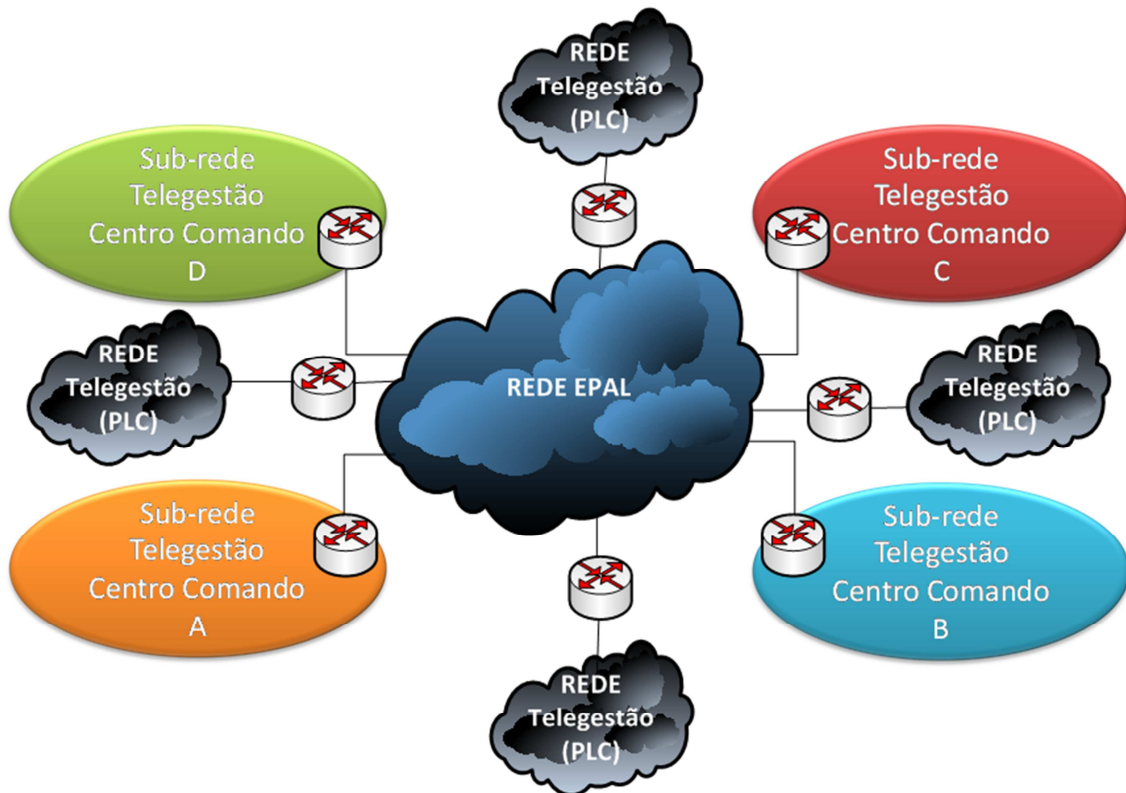 REDE
Telegestão
(PLC)
Sub-rede
Telegestão
Centro Comando
D
Sub-rede
Telegestão
Centro Comando
C
REDE
Telegestão
(PLC)
REDE EPAL
REDE
Telegestão
(PLC)
Sub-rede
Telegestão
Centro Comando
A
Sub-rede
Telegestão
Centro Comando
B
REDE
Telegestão
(PLC)